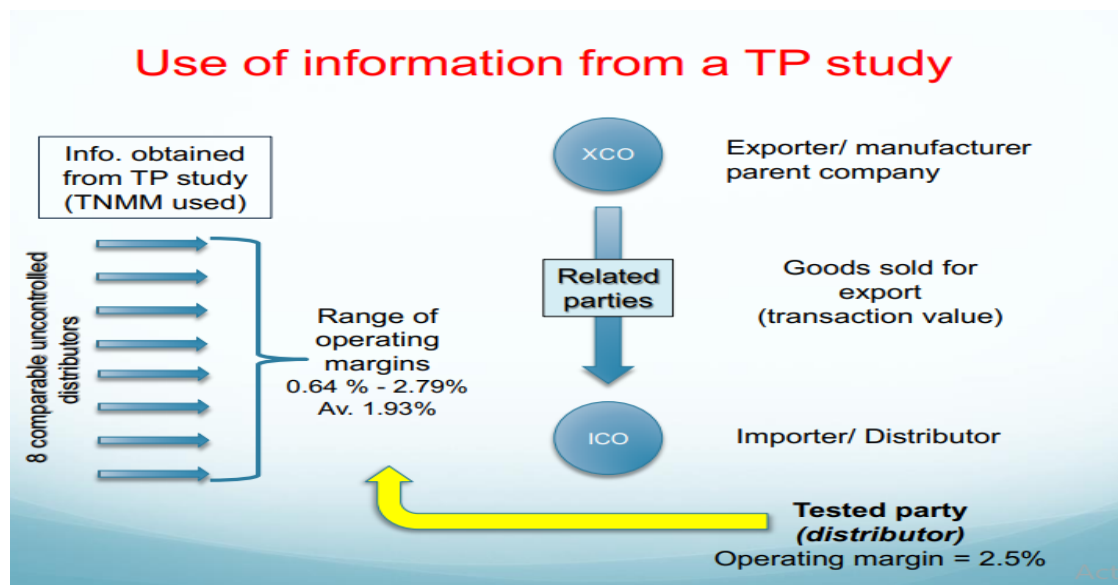 Use of information from a TP study
Info. obtained
from TP study
(TNMM used)
8 comparable uncontrolled
distributors
Range of
operating
margins
0.64 % - 2.79%
Av. 1.93%
XCO
Exporter/ manufacturer
parent company
Related
parties
Goods sold for
export
(transaction value)
ICO
Importer/ Distributor
Tested party
(distributor)
Operating margin = 2.5%